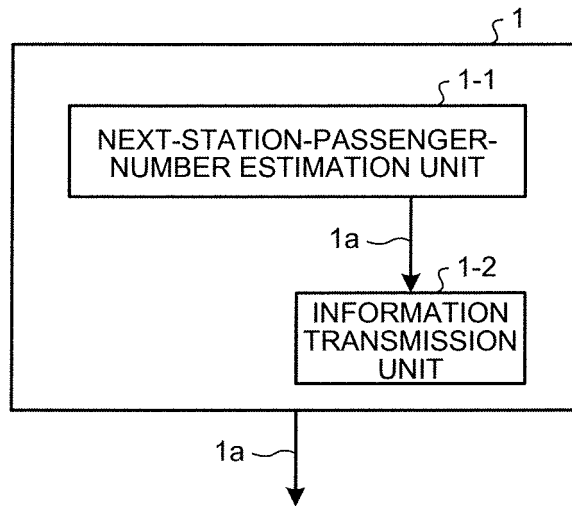 1
1-1
NEXT-STATION-PASSENGER-
NUMBER ESTIMATION UNIT
1a
1-2
INFORMATION
TRANSMISSION
UNIT
1a